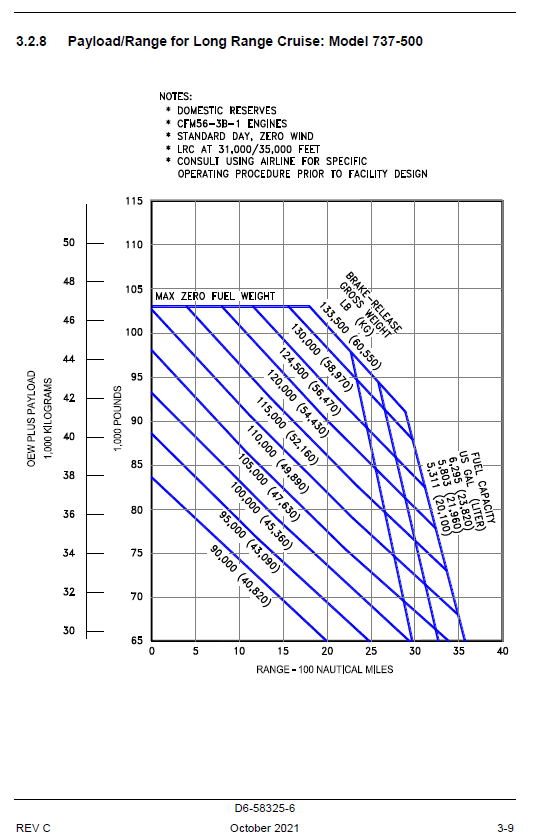 3.2.8 Payload/Range for Long Range Cruise: Model 737-500
NOTES:
* DOMESTIC RESERVES
* CFM56-3B-1 ENGINES
* STANDARD DAY, ZERO WIND
* LRC AT 31,000/35,000 FEET
* CONSULT USING AIRLINE FOR SPECIFIC
OPERATING PROCEDURE PRIOR TO FACILITY DESIGN
OEW PLUS PAYLOAD
1,000 KILOGRAMS
50
48
46
44
42
40
38
36
34
32
30
1,000 POUNDS
115
110
105
100
95
90
85
80
75
70
65
MAX ZERO FUEL WEIGHT
BRAKE-RELEASE
GROSS WEIGHT
LB (KG)
133,500 (60,550)
130,000 (58,970)
124,500 (56,470)
120,000 (54,430)
115,000 (52,160)
110,000 (49,890)
105,000 (47,630)
100,000 (45,360)
95,000 (43,090)
90,000 (40,820)
FUEL CAPACITY
US GAL (LITER)
6,295 (23,820)
5,803 (21,960)
5,311 (20,100)
0 5 10 15 20 25 30 35 40
RANGE - 100 NAUTICAL MILES
D6-58325-6
REV C October 2021 3-9